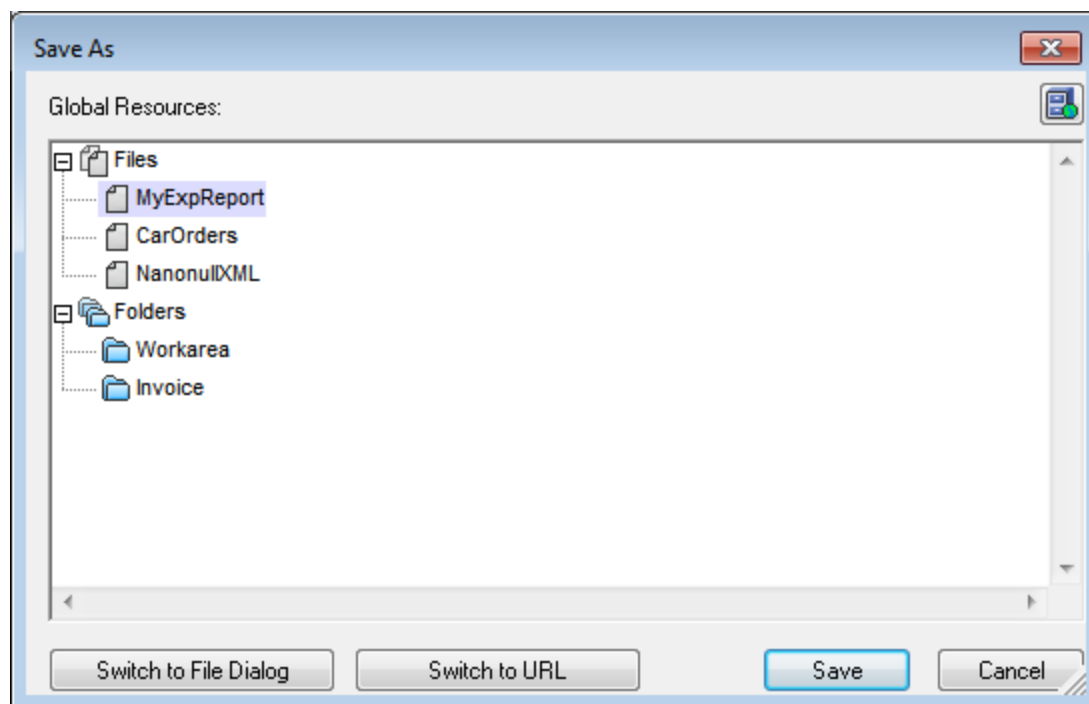 Save As
Global Resources:
Files
MyExpReport
CarOrders
NanonullXML
Folders
Workarea
Invoice
Switch to File Dialog Switch to URL Save Cancel